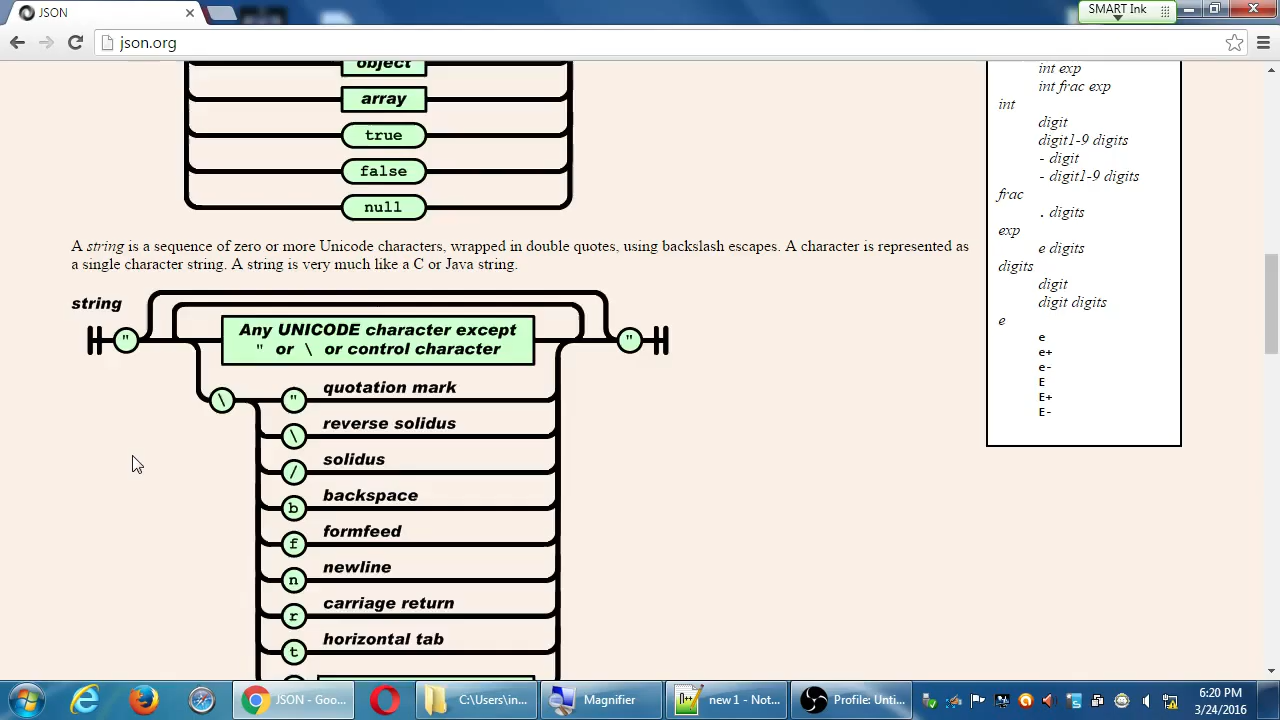 JSON
SMART Ink
json.org
object
array
true
false
null
A string is a sequence of zero or more Unicode characters, wrapped in double quotes, using backslash escapes. A character is represented as
a single character string. A string is very much like a C or Java string.
string
"
Any UNICODE character except
" or \ or control character
"
\
"
quotation mark
\
reverse solidus
/
solidus
b
backspace
f
formfeed
n
newline
r
carriage return
t
horizontal tab
int exp
int frac exp
int
digit
digit1-9 digits
- digit
- digit1-9 digits
frac
. digits
exp
e digits
digits
digit
digit digits
e
e
e+
e-
E
E+
E-
JSON - Goo...
C:\Users\in...
Magnifier
new 1 - Not...
Profile: Unti...
6:20 PM
3/24/2016